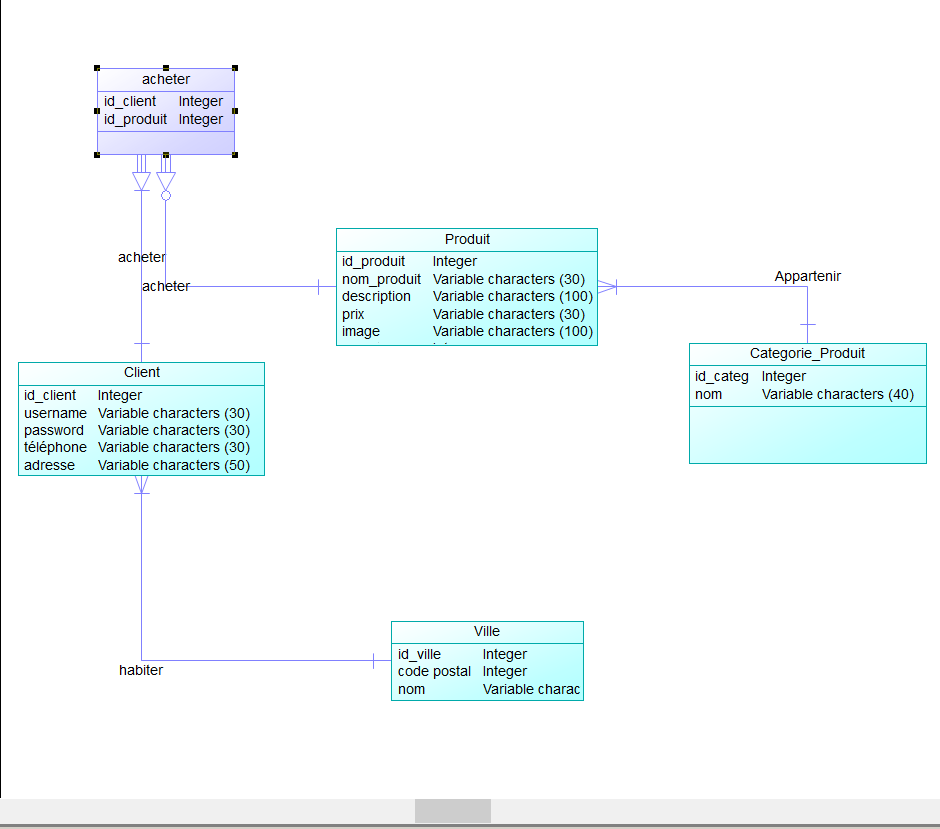 acheter
id_client Integer
id_produit Integer
acheter
acheter
Produit
id_produit Integer
nom_produit Variable characters (30)
description Variable characters (100)
prix Variable characters (30)
image Variable characters (100)
Appartenir
Categorie_Produit
id_categ Integer
nom Variable characters (40)
Client
id_client Integer
username Variable characters (30)
password Variable characters (30)
téléphone Variable characters (30)
adresse Variable characters (50)
habiter
Ville
id_ville Integer
code postal Integer
nom Variable charac